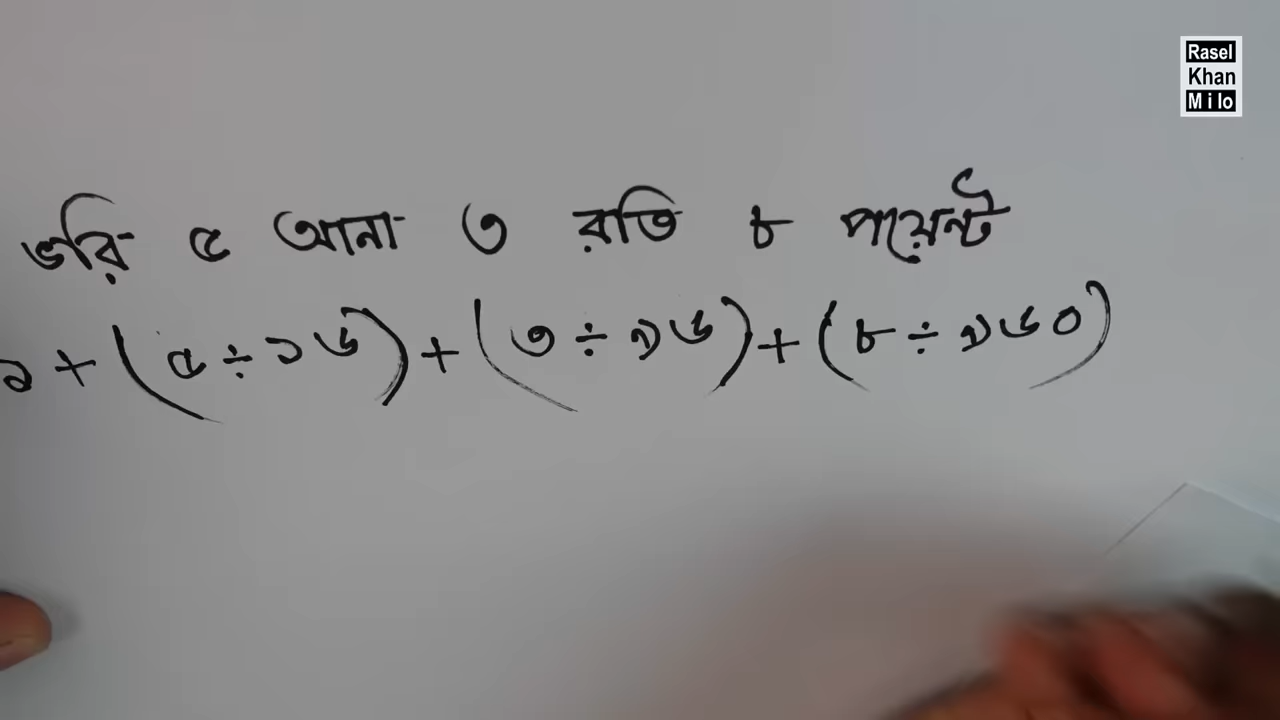 Rasel
Khan
Milo
ভরি ৫ আনা ৩ রতি ৮ পয়েন্ট
১ + (৫ ÷ ১৬) + (৩ ÷ ৯৬) + (৮ ÷ ৯৬০)